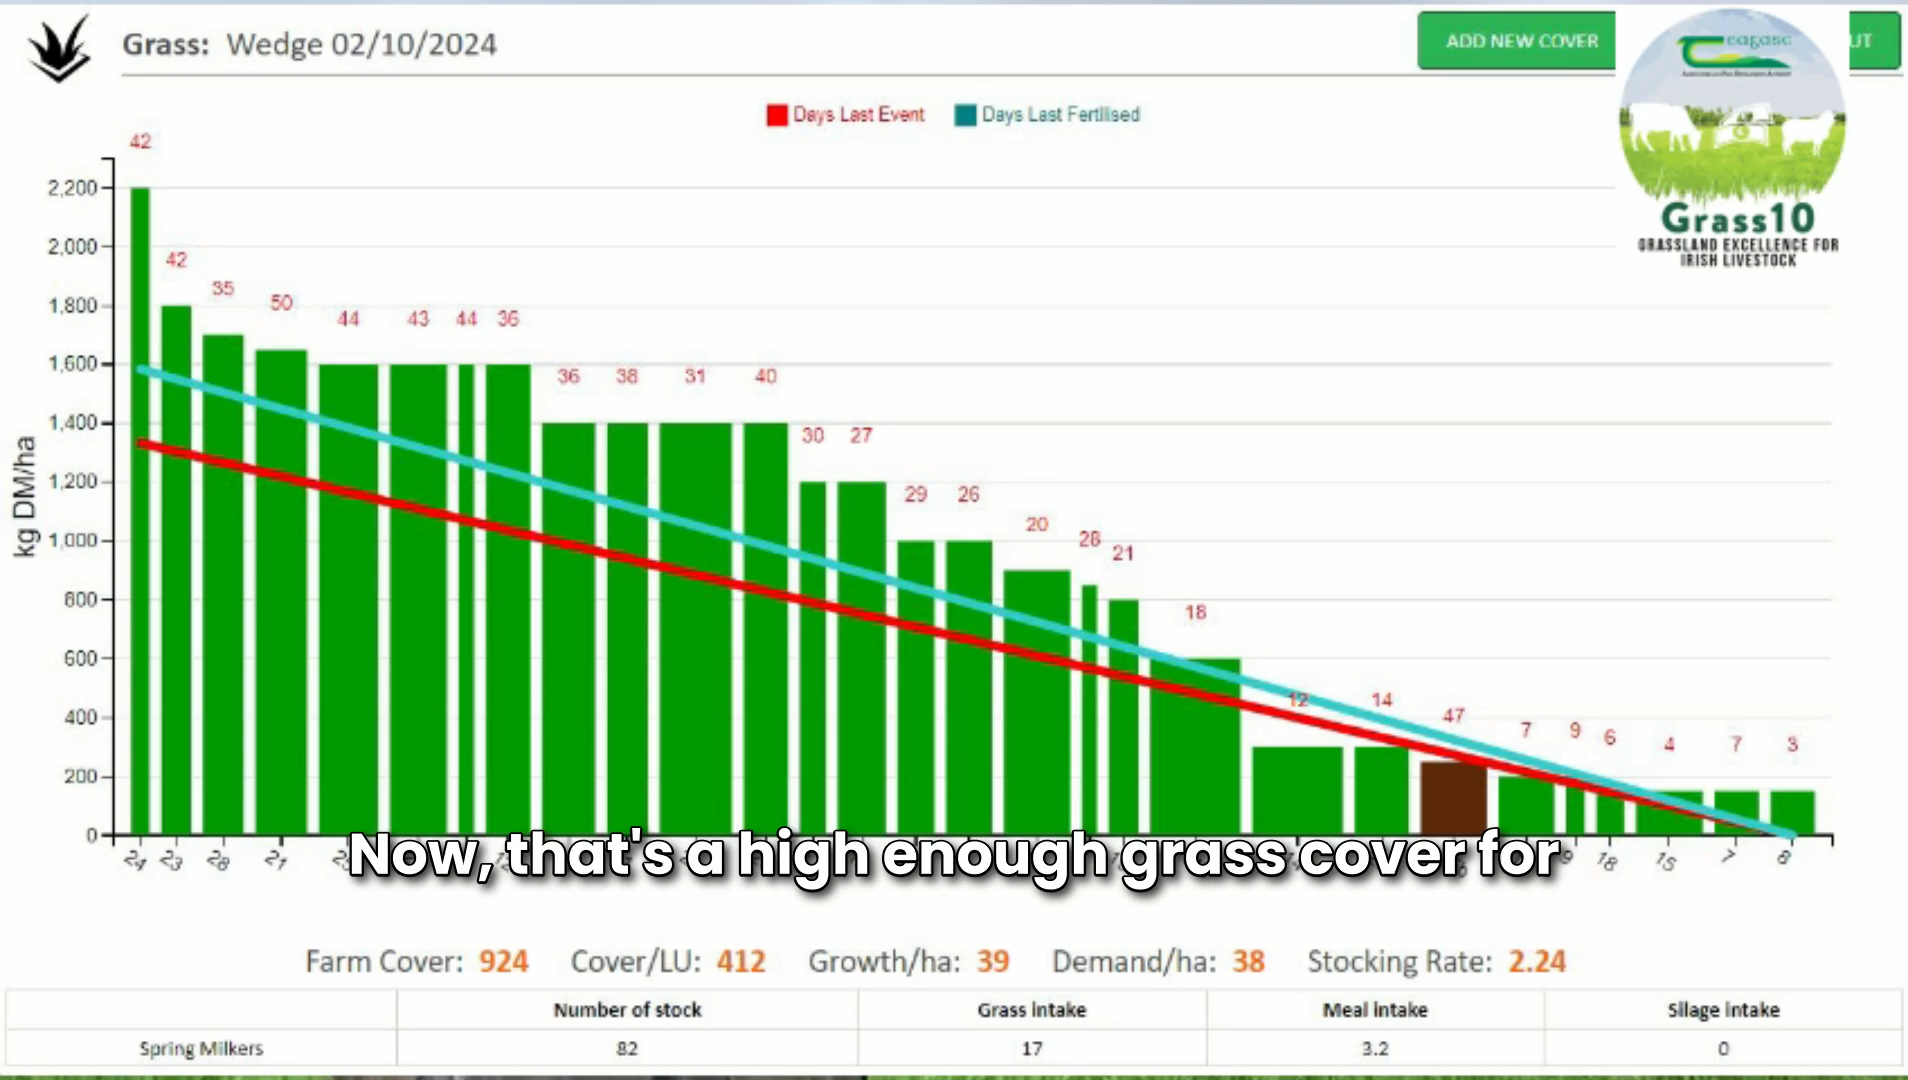 Grass: Wedge 02/10/2024
ADD NEW COVER
UT
teagasc
Grass10
GRASSLAND EXCELLENCE FOR
IRISH LIVESTOCK
Days Last Event Days Last Fertilised
42
42
35
50
44 43 44 36
36 38 31 40
30 27
29 26
20
28
21
18
12 14
47
7 9 6 4 7 3
kg DM/ha
2,200
2,000
1,800
1,600
1,400
1,200
1,000
800
600
400
200
0
24 23 28 21
9 18 15 7 8
Now, that's a high enough grass cover for
Farm Cover: 924 Cover/LU: 412 Growth/ha: 39 Demand/ha: 38 Stocking Rate: 2.24
Number of stock Grass intake Meal intake Silage intake
Spring Milkers 82 17 3.2 0